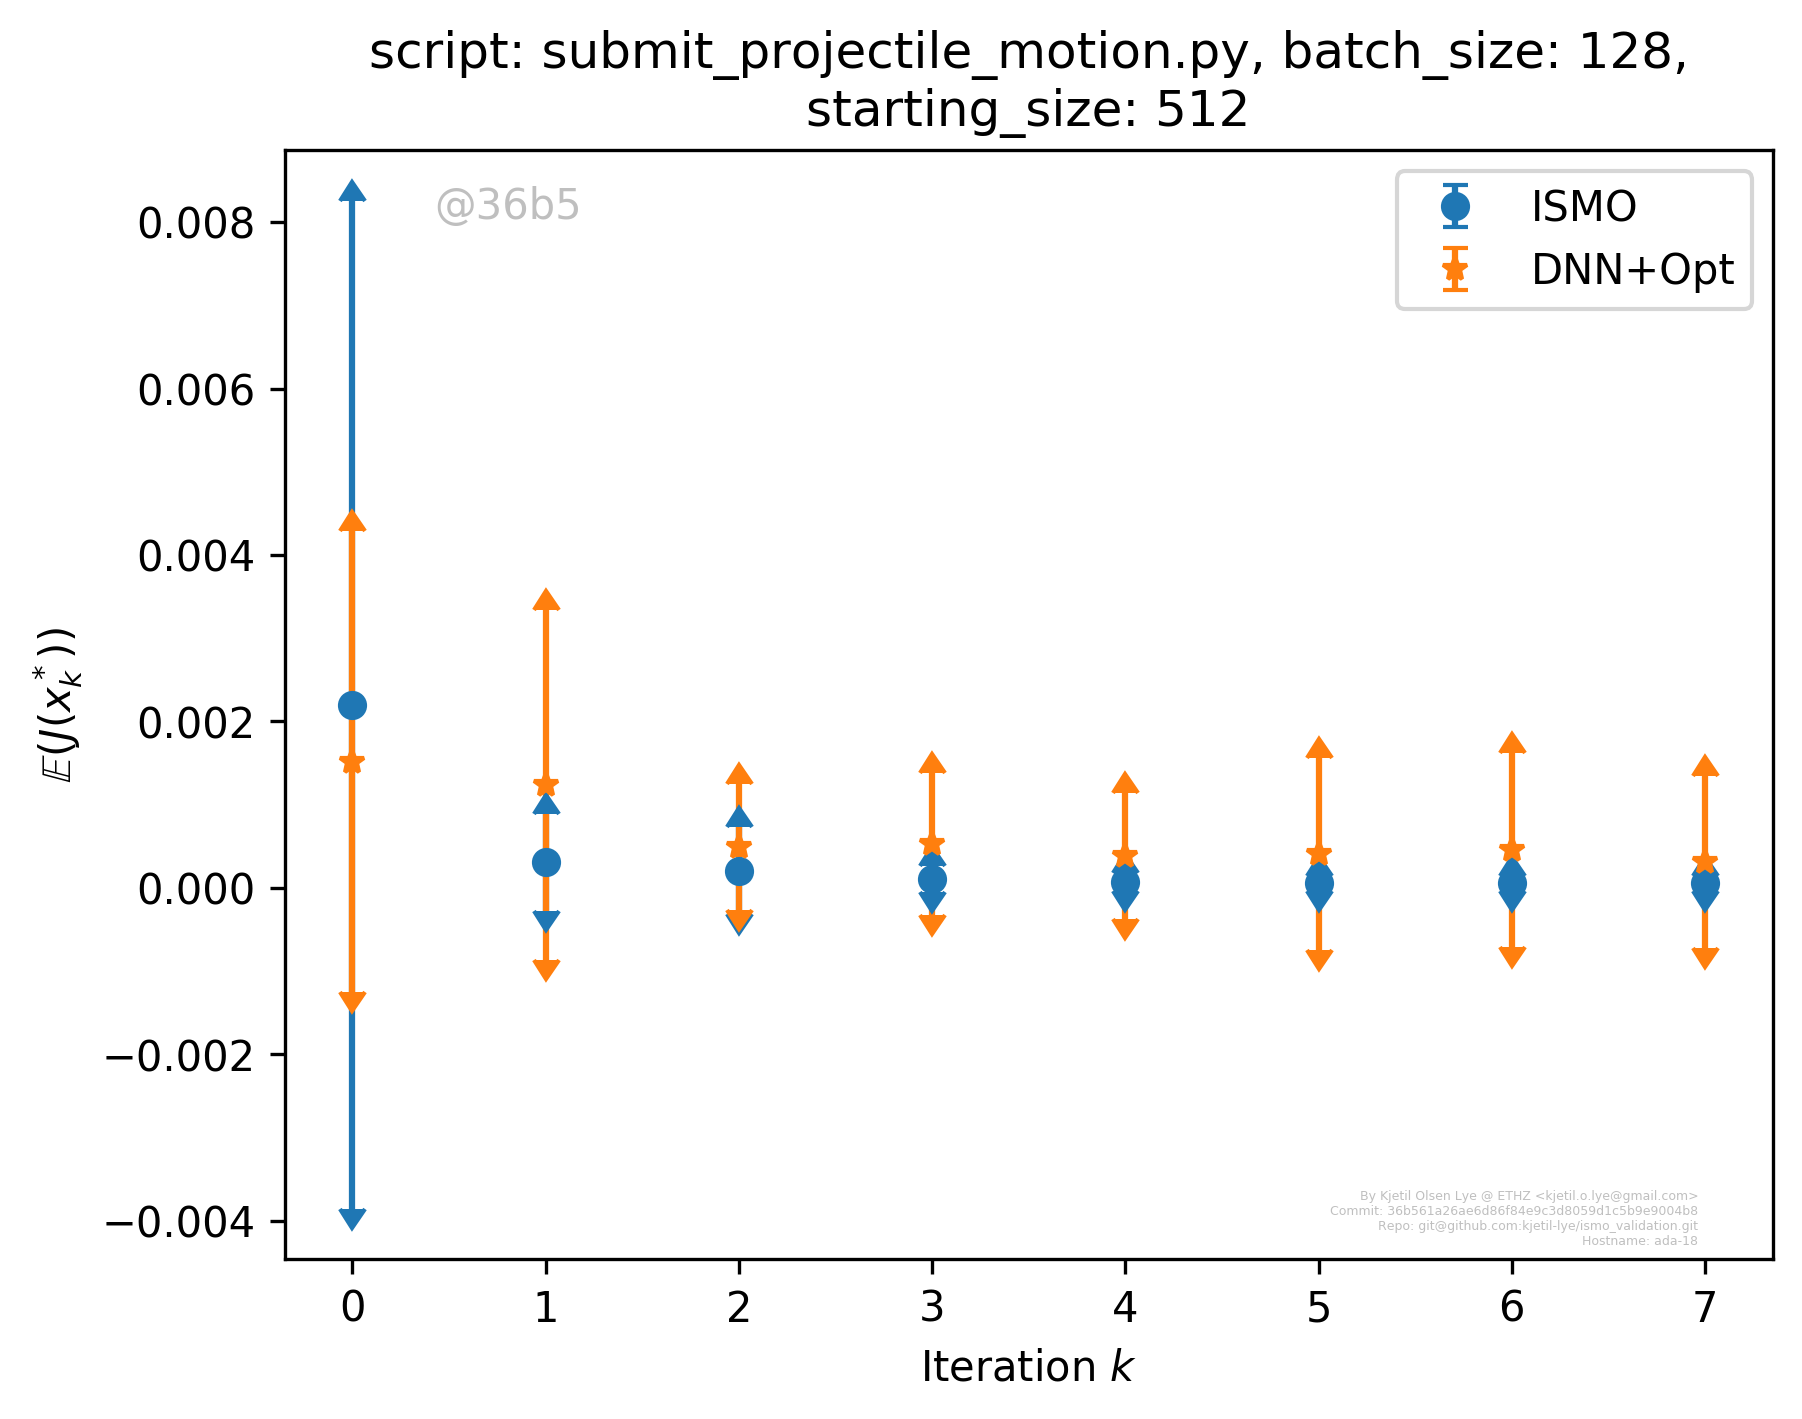 script: submit_projectile_motion.py, batch_size: 128,
starting_size: 512
@36b5
ISMO
DNN+Opt
0.008
0.006
0.004
0.002
0.000
−0.002
−0.004
𝔼(J(x*k))
By Kjetil Olsen Lye @ ETHZ <kjetil.o.lye@gmail.com>
Commit: 36b561a26ae6d86f84e9c3d8059d1c5b9e9004b8
Repo: git@github.com:kjetil-lye/ismo_validation.git
Hostname: ada-18
0 1 2 3 4 5 6 7
Iteration k